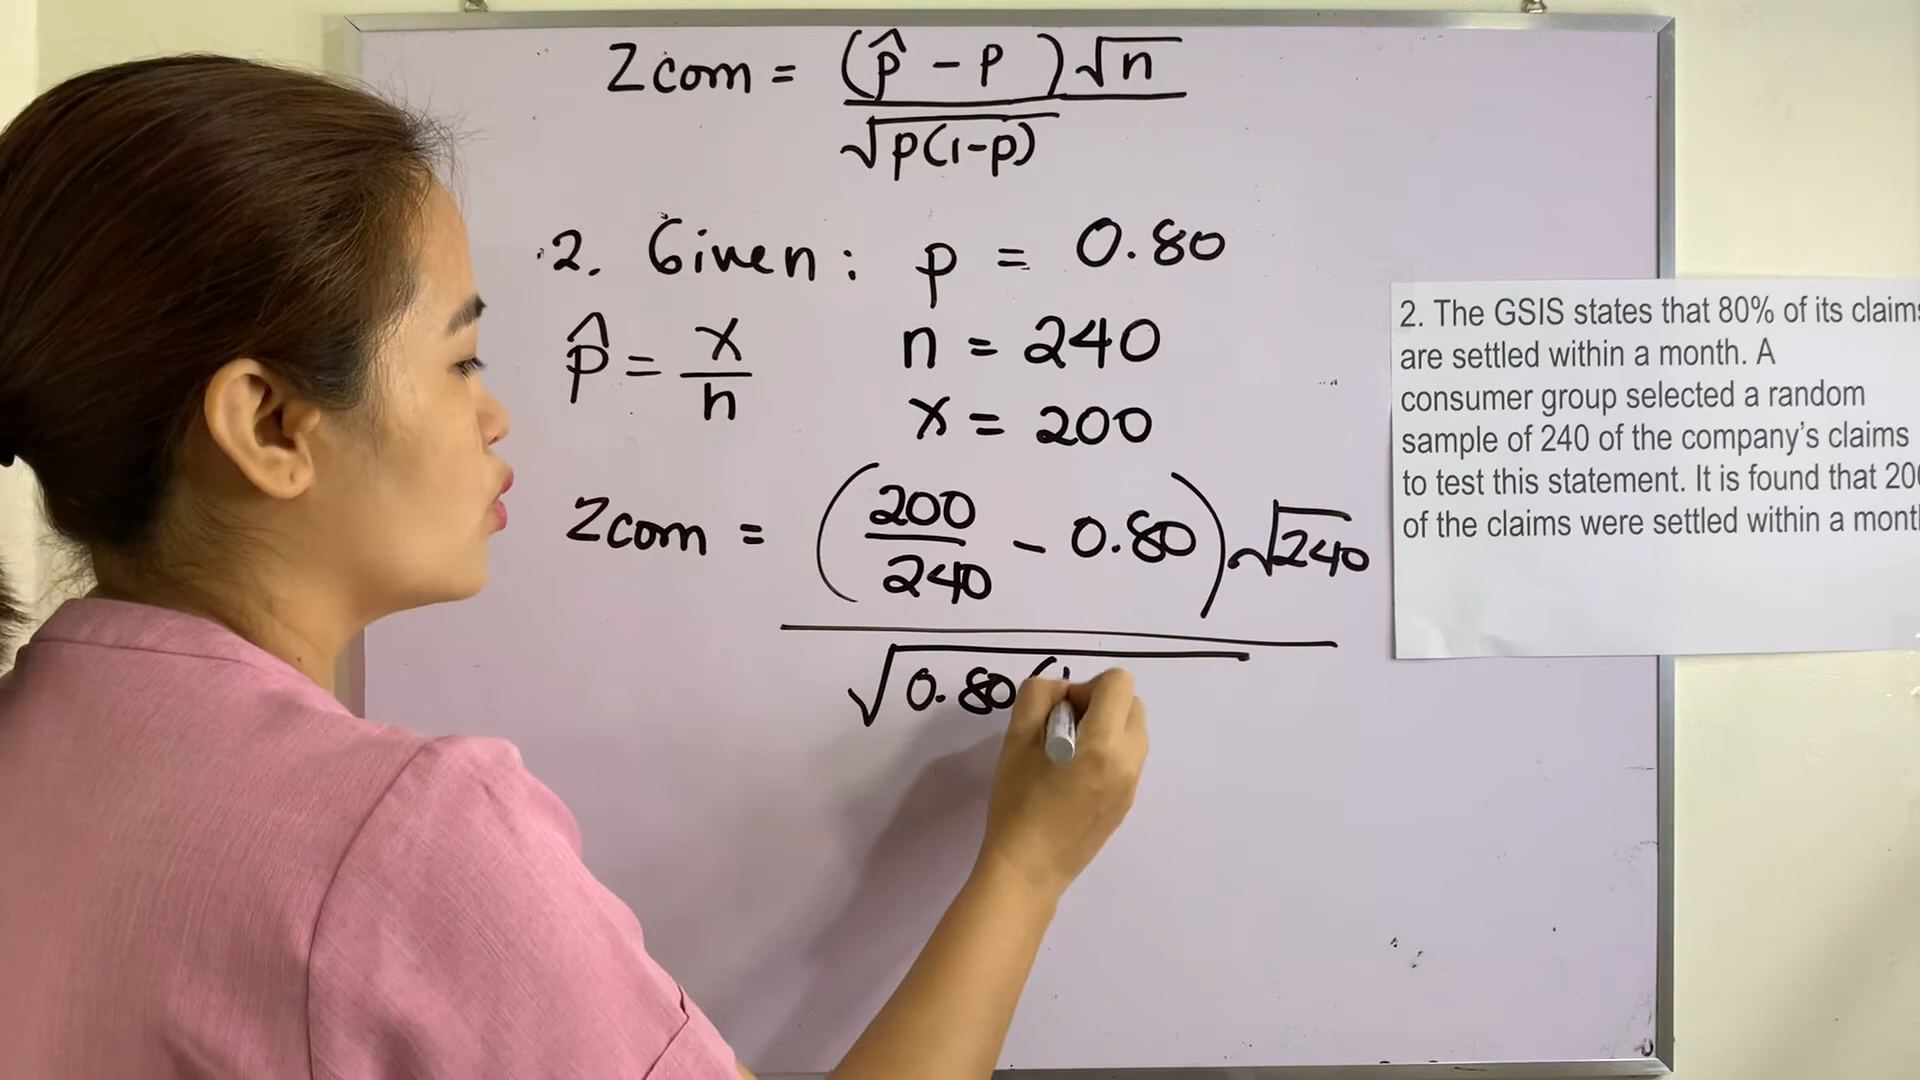 Zcom = (p̂ - p)√n
√p(1-p)
2. Given: p = 0.80
p̂ = x/n n = 240
x = 200
Zcom = (200/240 - 0.80)√240
√0.80(
2. The GSIS states that 80% of its claims
are settled within a month. A
consumer group selected a random
sample of 240 of the company's claims
to test this statement. It is found that 200
of the claims were settled within a mont